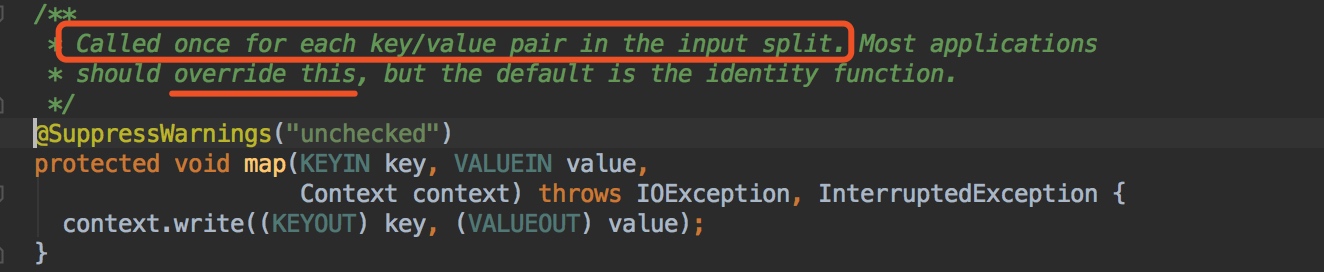 /**
* Called once for each key/value pair in the input split. Most applications
* should override this, but the default is the identity function.
*/
@SuppressWarnings("unchecked")
protected void map(KEYIN key, VALUEIN value,
Context context) throws IOException, InterruptedException {
context.write((KEYOUT) key, (VALUEOUT) value);
}